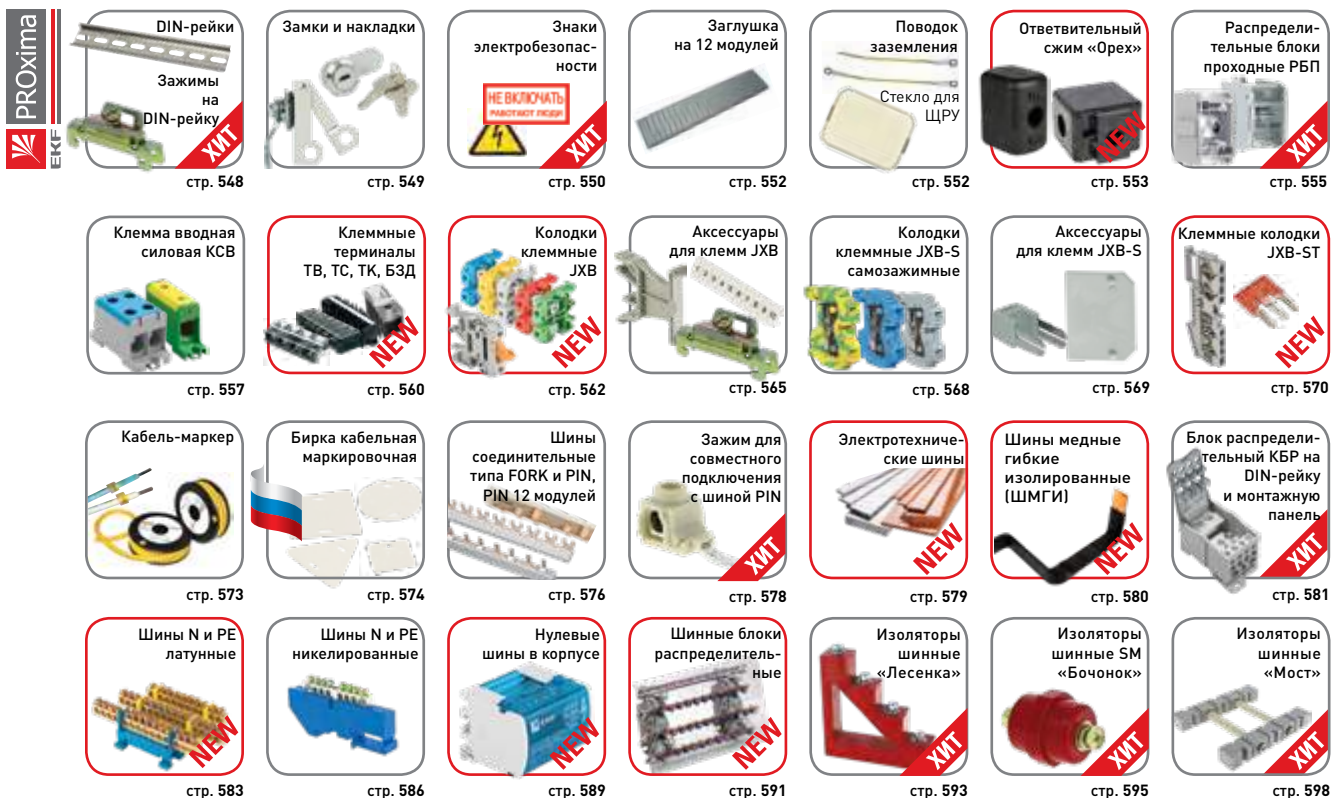 PROxima
EKF
DIN-рейки
Зажимы
на
DIN-рейку
ХИТ
стр. 548
Замки и накладки
стр. 549
Знаки
электробезопас-
ности
НЕ ВКЛЮЧАТЬ
РАБОТАЮТ ЛЮДИ
стр. 550
Заглушка
на 12 модулей
стр. 552
Поводок
заземления
Стекло для
ЩРУ
стр. 552
Ответвительный
сжим «Орех»
NEW
стр. 553
Распредели-
тельные блоки
проходные РБП
ХИТ
стр. 555
Клемма вводная
силовая КСВ
стр. 557
Клеммные
терминалы
ТВ, ТС, ТК, БЗД
NEW
стр. 560
Колодки
клеммные
JXB
NEW
стр. 562
Аксессуары
для клемм JXB
стр. 565
Колодки
клеммные JXB-S
самозажимные
стр. 568
Аксессуары
для клемм JXB-S
стр. 569
Клеммные колодки
JXB-ST
NEW
стр. 570
Кабель-маркер
стр. 573
Бирка кабельная
маркировочная
стр. 574
Шины
соединительные
типа FORK и PIN,
PIN 12 модулей
стр. 576
Зажим для
совместного
подключения
с шиной PIN
ХИТ
стр. 578
Электротехниче-
ские шины
NEW
стр. 579
Шины медные
гибкие
изолированные
(ШМГИ)
NEW
стр. 580
Блок распредели-
тельный КБР на
DIN-рейку
и монтажную
панель
ХИТ
стр. 581
Шины N и PE
латунные
NEW
стр. 583
Шины N и PE
никелированные
стр. 586
Нулевые
шины в корпусе
NEW
стр. 589
Шинные блоки
распределитель-
ные
NEW
стр. 591
Изоляторы
шинные
«Лесенка»
ХИТ
стр. 593
Изоляторы
шинные SM
«Бочонок»
ХИТ
стр. 595
Изоляторы
шинные
«Мост»
ХИТ
стр. 598